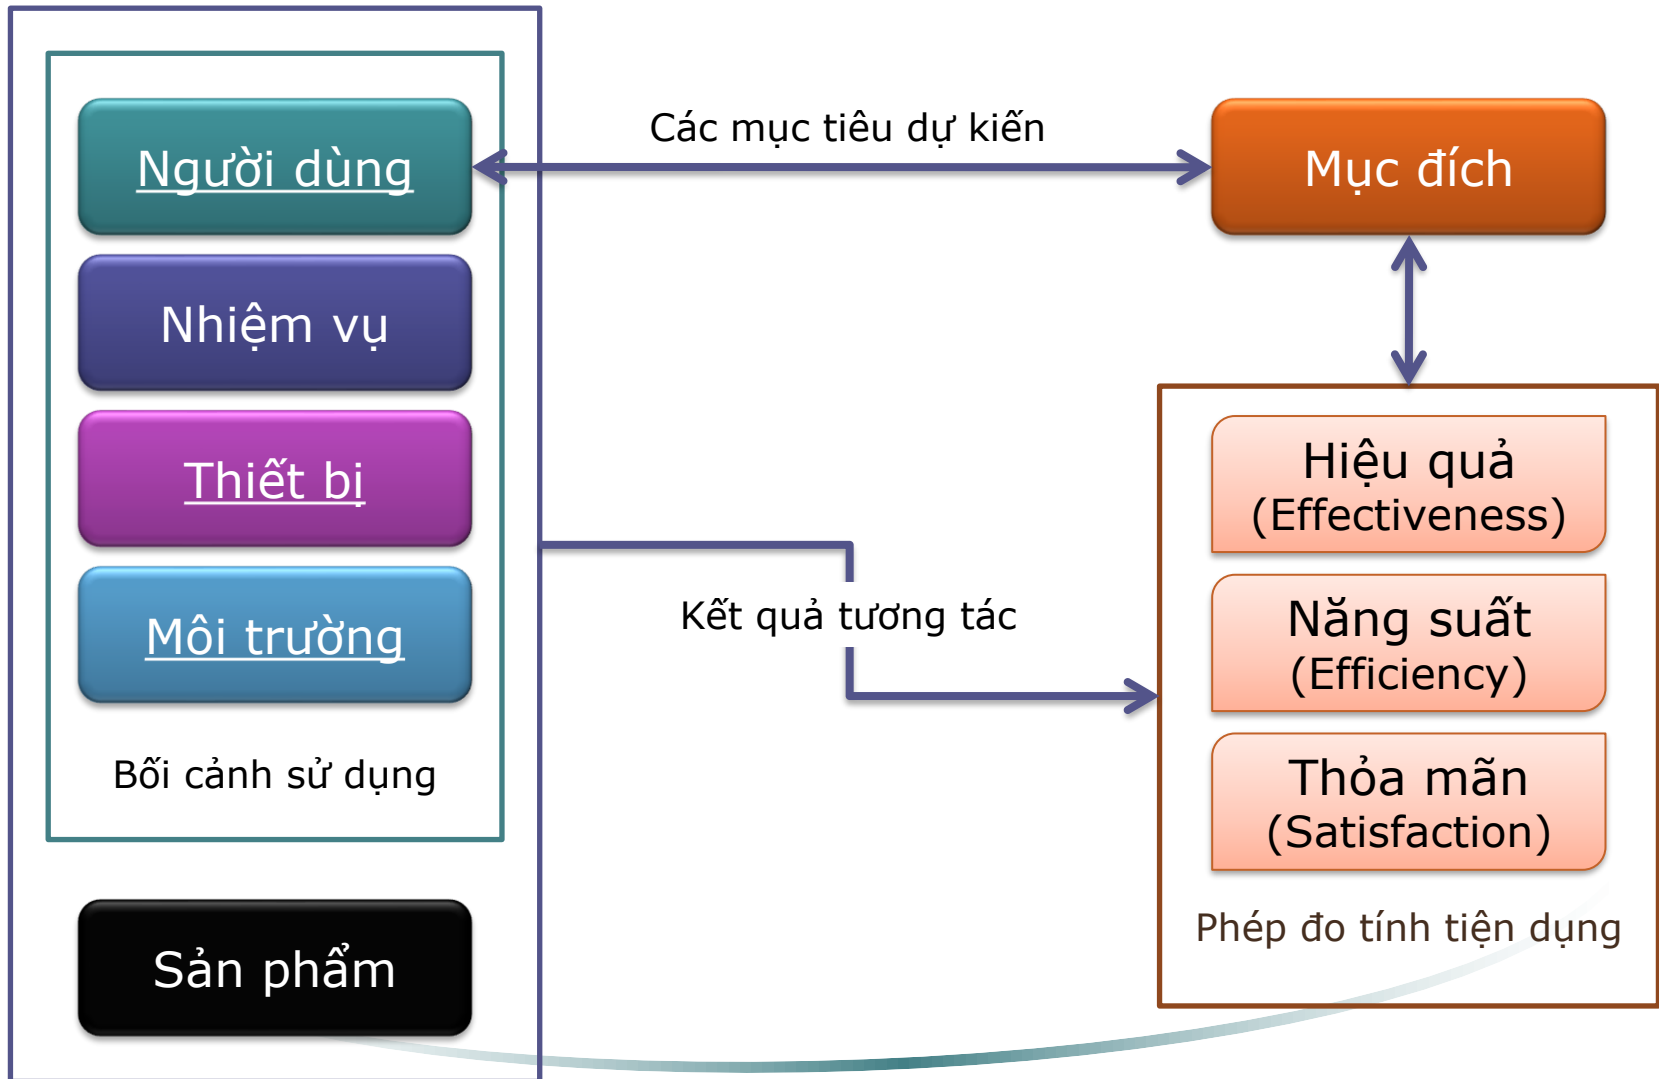 Người dùng
Nhiệm vụ
Thiết bị
Môi trường
Bối cảnh sử dụng
Sản phẩm
Các mục tiêu dự kiến
Kết quả tương tác
Mục đích
Hiệu quả
(Effectiveness)
Năng suất
(Efficiency)
Thỏa mãn
(Satisfaction)
Phép đo tính tiện dụng